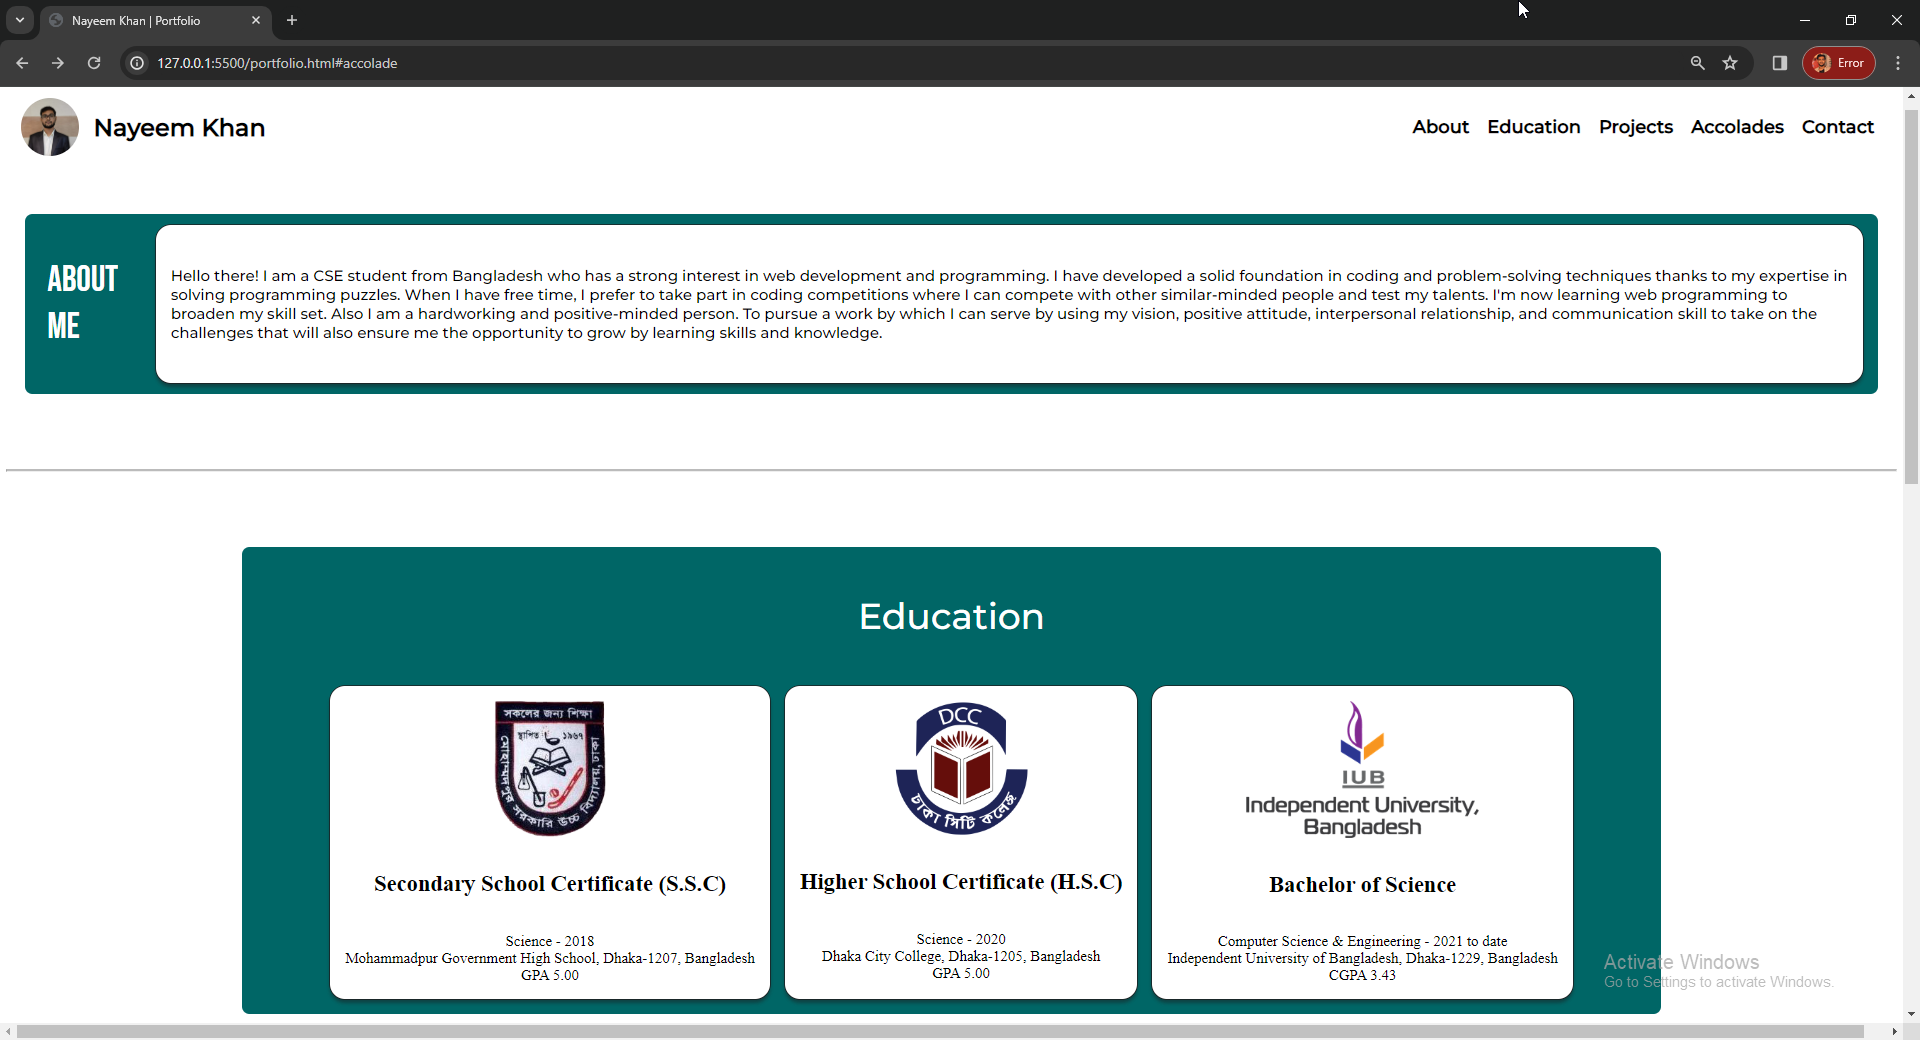 Nayeem Khan | Portfolio
127.0.0.1:5500/portfolio.html#accolade
Error
Nayeem Khan
About Education Projects Accolades Contact
ABOUT
ME
Hello there! I am a CSE student from Bangladesh who has a strong interest in web development and programming. I have developed a solid foundation in coding and problem-solving techniques thanks to my expertise in
solving programming puzzles. When I have free time, I prefer to take part in coding competitions where I can compete with other similar-minded people and test my talents. I'm now learning web programming to
broaden my skill set. Also I am a hardworking and positive-minded person. To pursue a work by which I can serve by using my vision, positive attitude, interpersonal relationship, and communication skill to take on the
challenges that will also ensure me the opportunity to grow by learning skills and knowledge.
Education
সকলের জন্য শিক্ষা
স্থাপিত ১৯৬৭
মোহাম্মদপুর সরকারি উচ্চ বিদ্যালয়, ঢাকা
Secondary School Certificate (S.S.C)
Science - 2018
Mohammadpur Government High School, Dhaka-1207, Bangladesh
GPA 5.00
DCC
ঢাকা সিটি কলেজ
Higher School Certificate (H.S.C)
Science - 2020
Dhaka City College, Dhaka-1205, Bangladesh
GPA 5.00
IUB
Independent University,
Bangladesh
Bachelor of Science
Computer Science & Engineering - 2021 to date
Independent University of Bangladesh, Dhaka-1229, Bangladesh
CGPA 3.43
Activate Windows
Go to Settings to activate Windows.